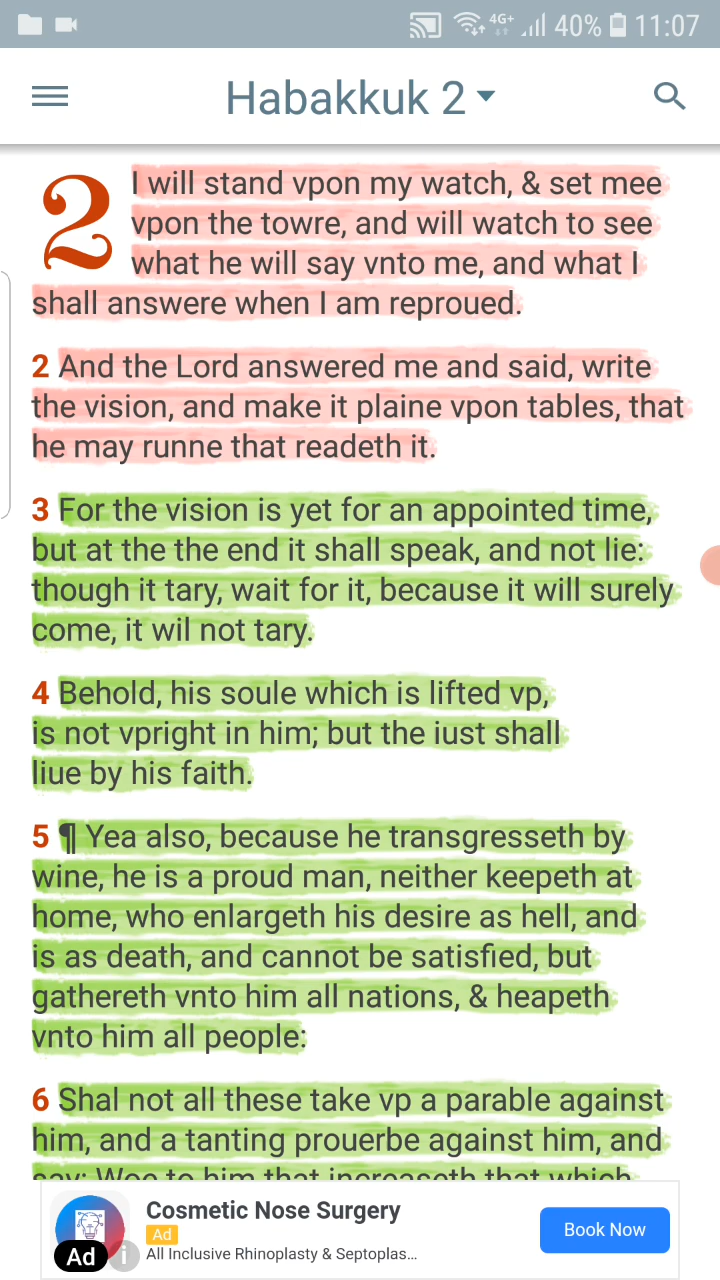 4G+ 40% 11:07
Habakkuk 2
2 I will stand vpon my watch, & set mee
vpon the towre, and will watch to see
what he will say vnto me, and what I
shall answere when I am reproued.
2 And the Lord answered me and said, write
the vision, and make it plaine vpon tables, that
he may runne that readeth it.
3 For the vision is yet for an appointed time,
but at the the end it shall speak, and not lie:
though it tary, wait for it, because it will surely
come, it wil not tary.
4 Behold, his soule which is lifted vp,
is not vpright in him; but the iust shall
liue by his faith.
5 ¶ Yea also, because he transgresseth by
wine, he is a proud man, neither keepeth at
home, who enlargeth his desire as hell, and
is as death, and cannot be satisfied, but
gathereth vnto him all nations, & heapeth
vnto him all people:
6 Shal not all these take vp a parable against
him, and a tanting prouerbe against him, and
say; Woe to him that increaseth that which
Cosmetic Nose Surgery
Ad
All Inclusive Rhinoplasty & Septoplas...
Book Now
Ad i